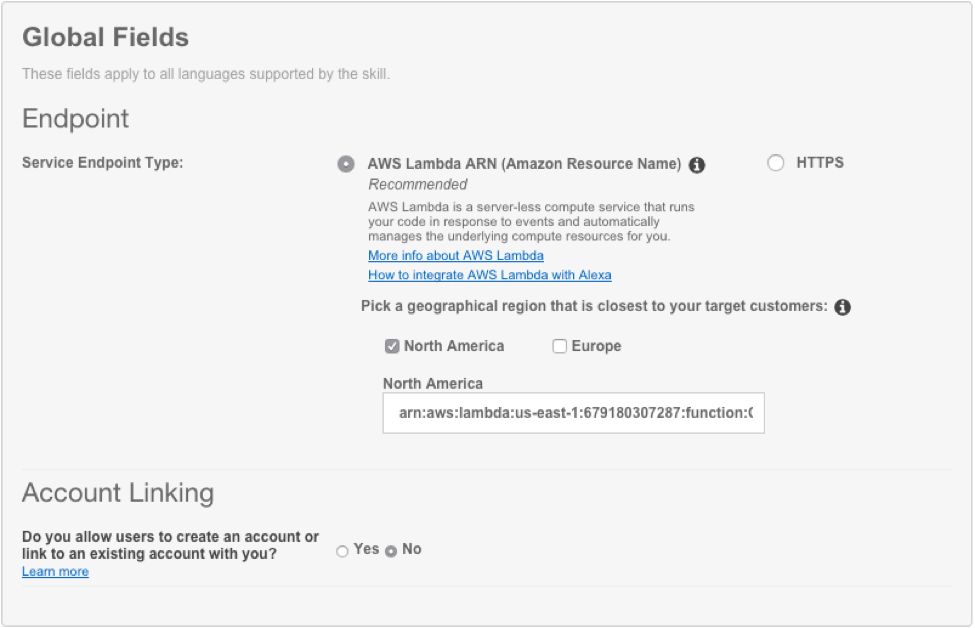 Global Fields
These fields apply to all languages supported by the skill.
Endpoint
Service Endpoint Type:
AWS Lambda ARN (Amazon Resource Name)
HTTPS
Recommended
AWS Lambda is a server-less compute service that runs
your code in response to events and automatically
manages the underlying compute resources for you.
More info about AWS Lambda
How to integrate AWS Lambda with Alexa
Pick a geographical region that is closest to your target customers:
North America
Europe
North America
arn:aws:lambda:us-east-1:679180307287:function:
Account Linking
Do you allow users to create an account or
link to an existing account with you?
Yes No
Learn more